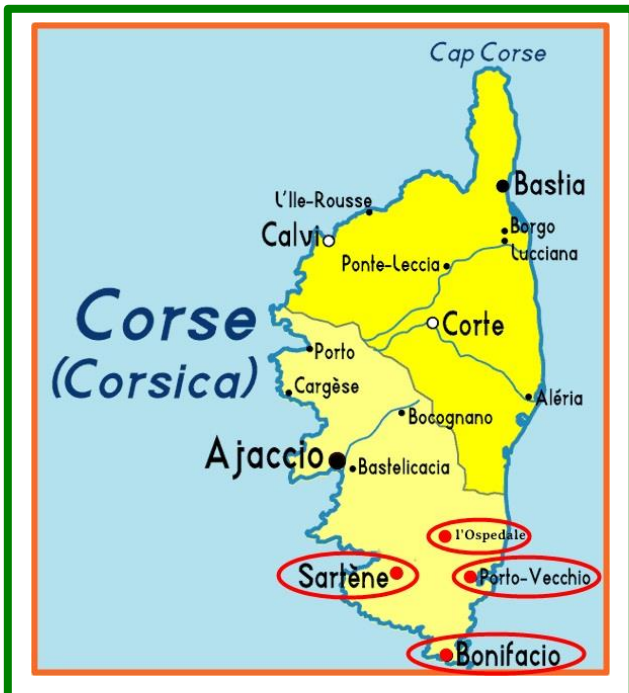 Cap Corse
Bastia
L'Ile-Rousse
Borgo
Calvi
Lucciana
Ponte-Leccia
Corse
(Corsica)
Corte
Porto
Cargèse
Aléria
Bocognano
Ajaccio
Bastelicacia
l'Ospedale
Sartène
Porto-Vecchio
Bonifacio